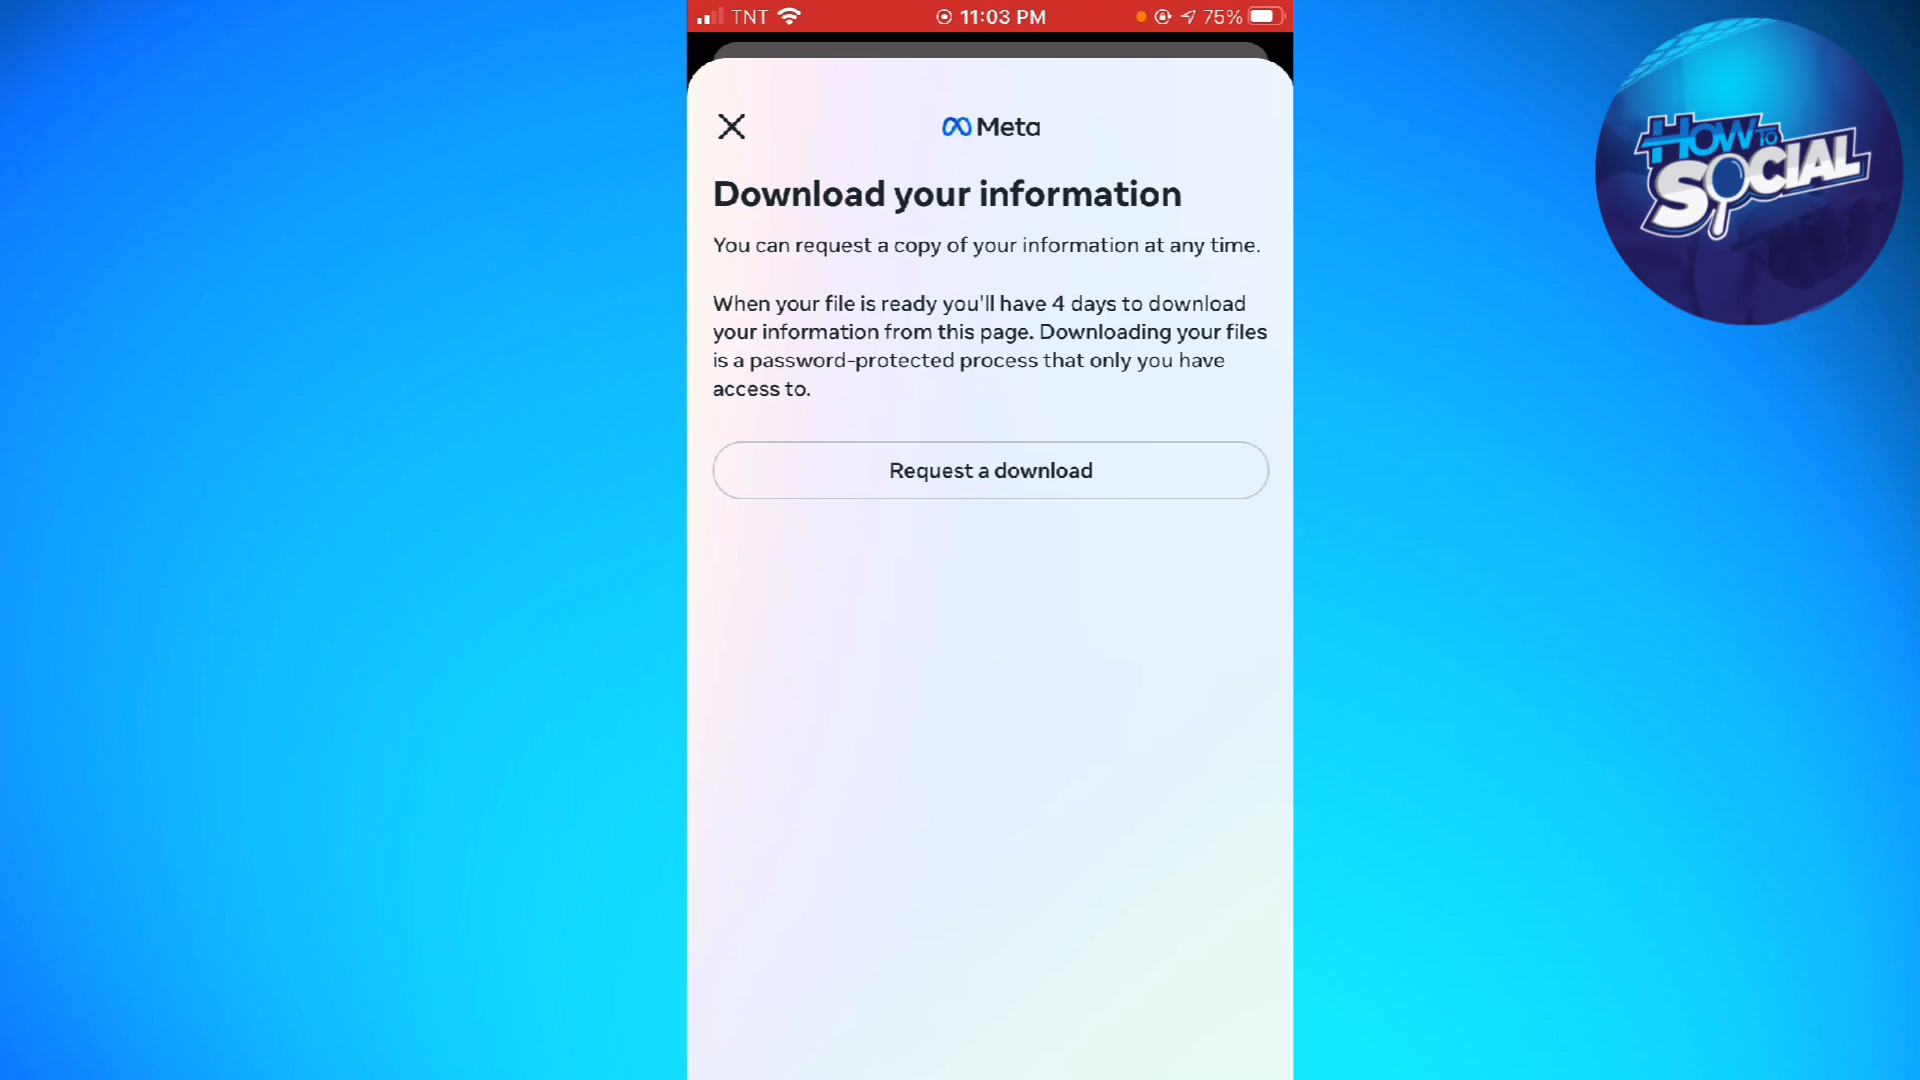 TNT 11:03 PM 75%
Meta
Download your information
You can request a copy of your information at any time.
When your file is ready you'll have 4 days to download
your information from this page. Downloading your files
is a password-protected process that only you have
access to.
Request a download
HOW TO
SOCIAL